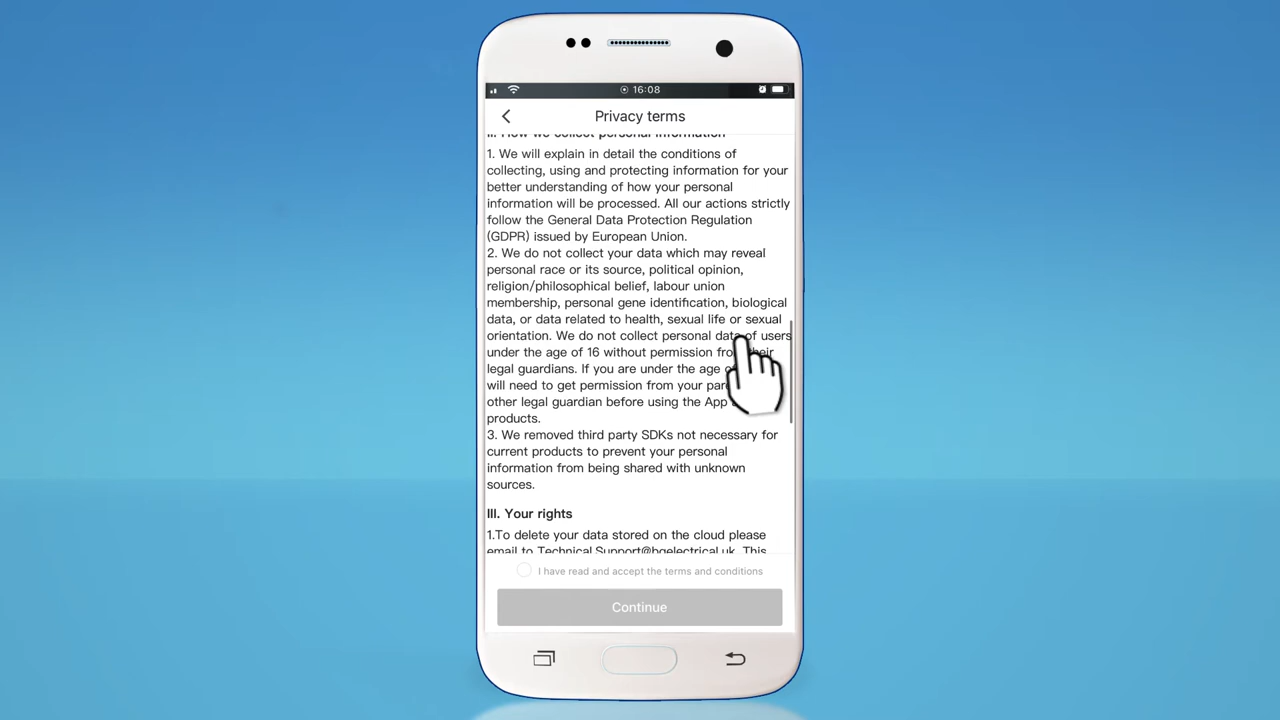 16:08
Privacy terms
II. How we collect personal information
1. We will explain in detail the conditions of
collecting, using and protecting information for your
better understanding of how your personal
information will be processed. All our actions strictly
follow the General Data Protection Regulation
(GDPR) issued by European Union.
2. We do not collect your data which may reveal
personal race or its source, political opinion,
religion/philosophical belief, labour union
membership, personal gene identification, biological
data, or data related to health, sexual life or sexual
orientation. We do not collect personal data of users
under the age of 16 without permission from their
legal guardians. If you are under the age
will need to get permission from your
other legal guardian before using the App
products.
3. We removed third party SDKs not necessary for
current products to prevent your personal
information from being shared with unknown
sources.
III. Your rights
1.To delete your data stored on the cloud please
email to Technical.Support@bgelectrical.uk. This
I have read and accept the terms and conditions
Continue